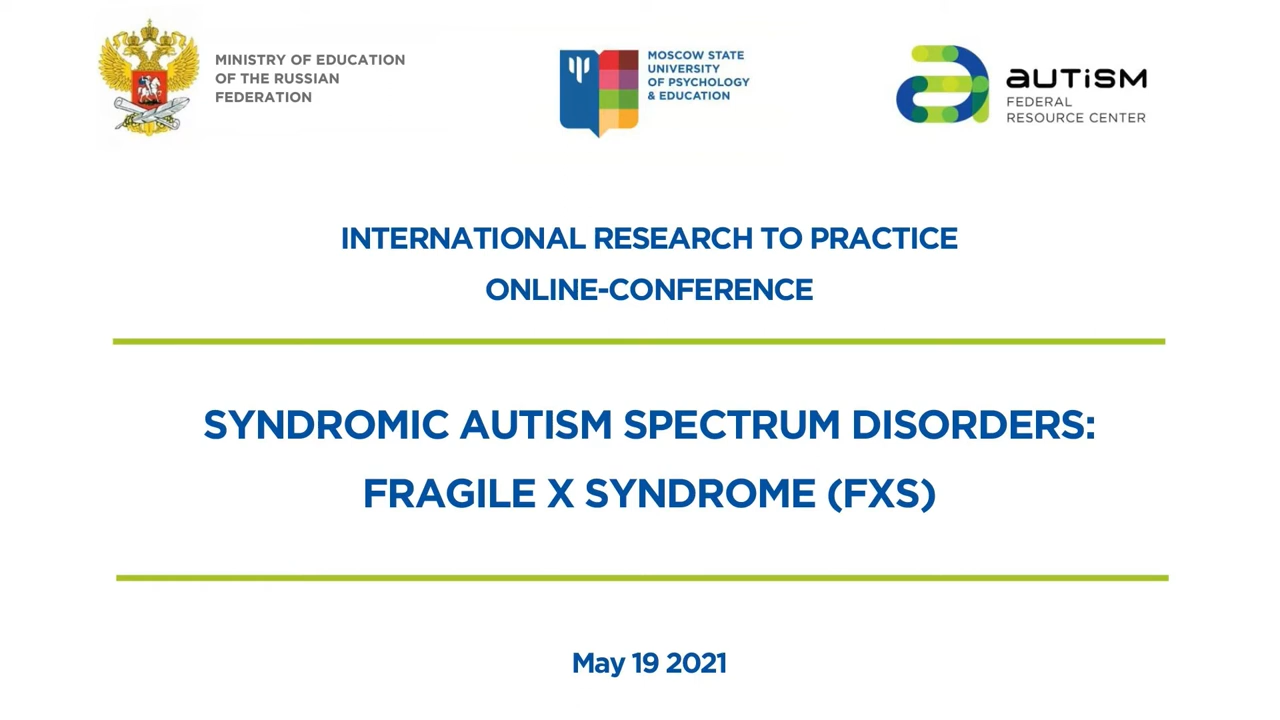 MINISTRY OF EDUCATION
OF THE RUSSIAN
FEDERATION
MOSCOW STATE
UNIVERSITY
OF PSYCHOLOGY
& EDUCATION
AUTiSM
FEDERAL
RESOURCE CENTER
INTERNATIONAL RESEARCH TO PRACTICE
ONLINE-CONFERENCE
SYNDROMIC AUTISM SPECTRUM DISORDERS:
FRAGILE X SYNDROME (FXS)
May 19 2021